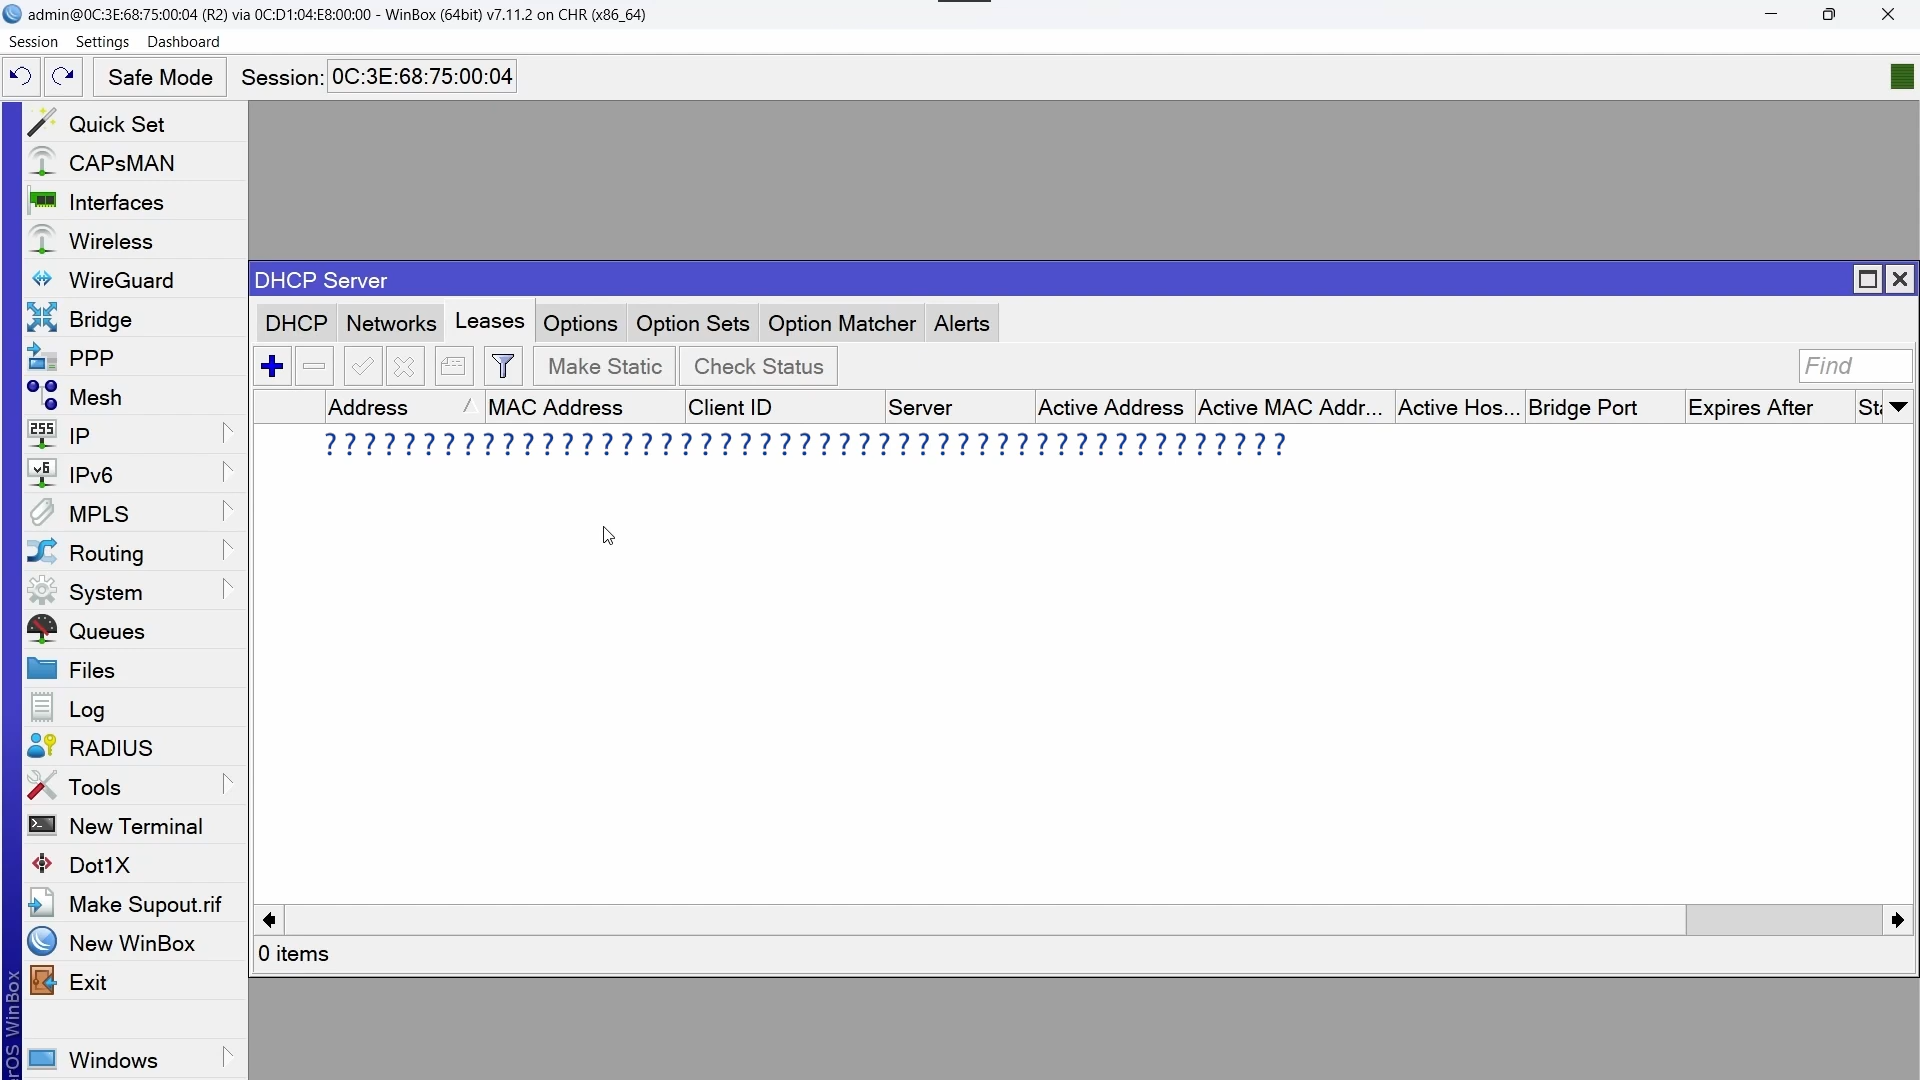 admin@0C:3E:68:75:00:04 (R2) via 0C:D1:04:E8:00:00 - WinBox (64bit) v7.11.2 on CHR (x86_64)
Session Settings Dashboard
Safe Mode Session: 0C:3E:68:75:00:04
Quick Set
CAPsMAN
Interfaces
Wireless
WireGuard
Bridge
PPP
Mesh
255 IP
v6 IPv6
MPLS
Routing
System
Queues
Files
Log
RADIUS
Tools
New Terminal
Dot1X
Make Supout.rif
New WinBox
Exit
Windows
rOS WinBox
DHCP Server
DHCP Networks Leases Options Option Sets Option Matcher Alerts
Make Static Check Status Find
Address MAC Address Client ID Server Active Address Active MAC Addr... Active Hos... Bridge Port Expires After Sta
? ? ? ? ? ? ? ? ? ? ? ? ? ? ? ? ? ? ? ? ? ? ? ? ? ? ? ? ? ? ? ? ? ? ? ? ? ? ? ? ? ? ? ? ? ? ? ? ?
0 items